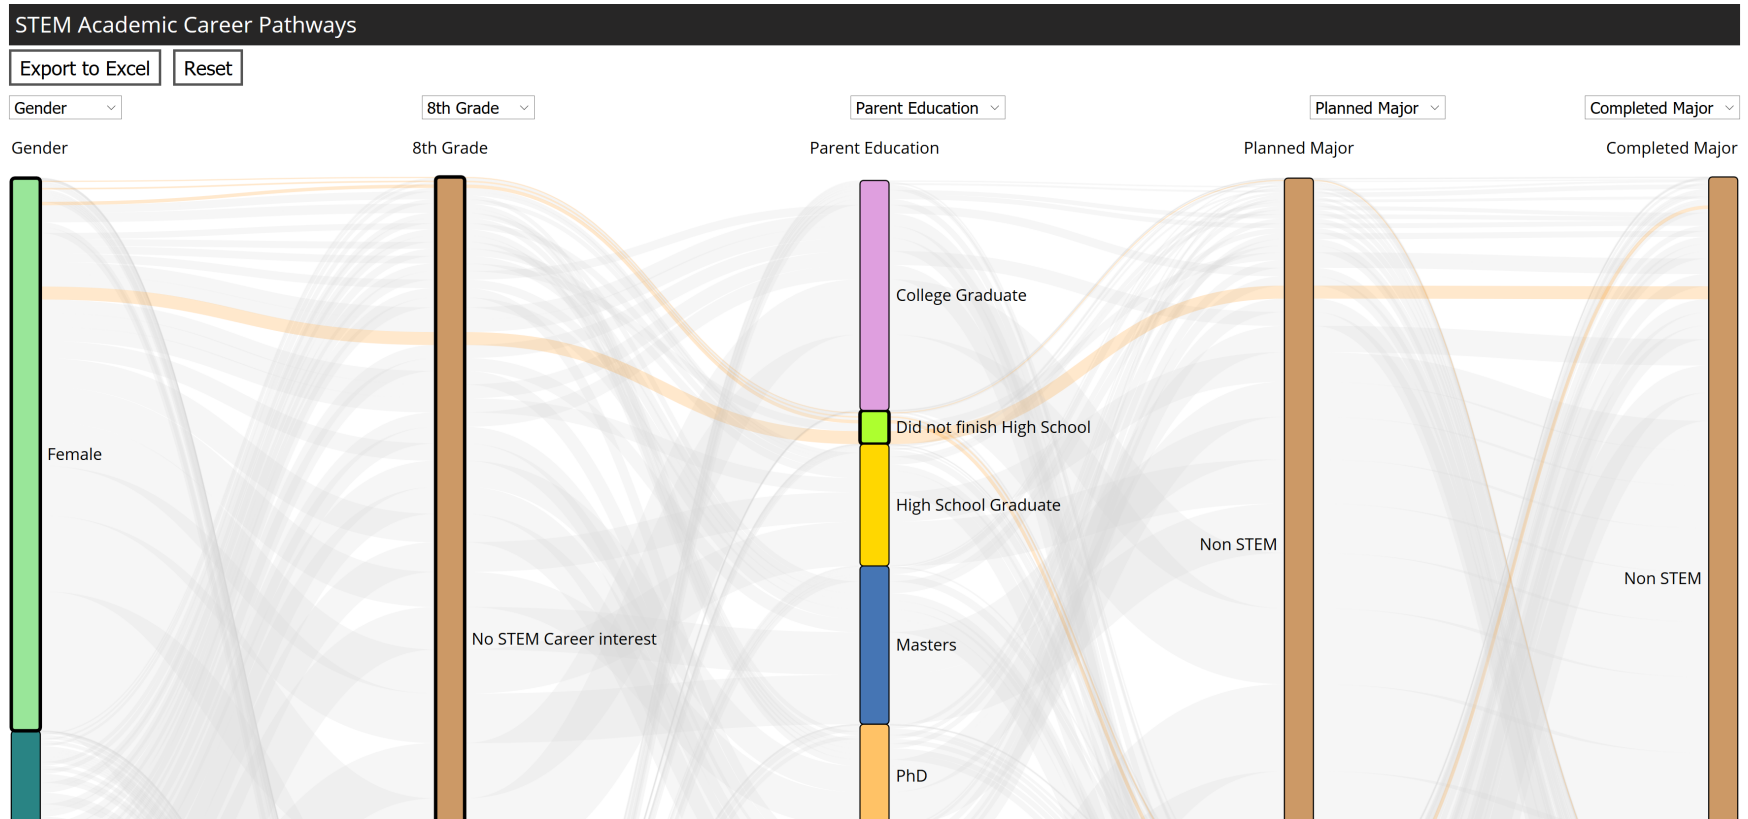 STEM Academic Career Pathways
Export to Excel
Reset
Gender
8th Grade
Parent Education
Planned Major
Completed Major
Gender
8th Grade
Parent Education
Planned Major
Completed Major
College Graduate
Did not finish High School
Female
High School Graduate
Non STEM
Non STEM
No STEM Career interest
Masters
PhD